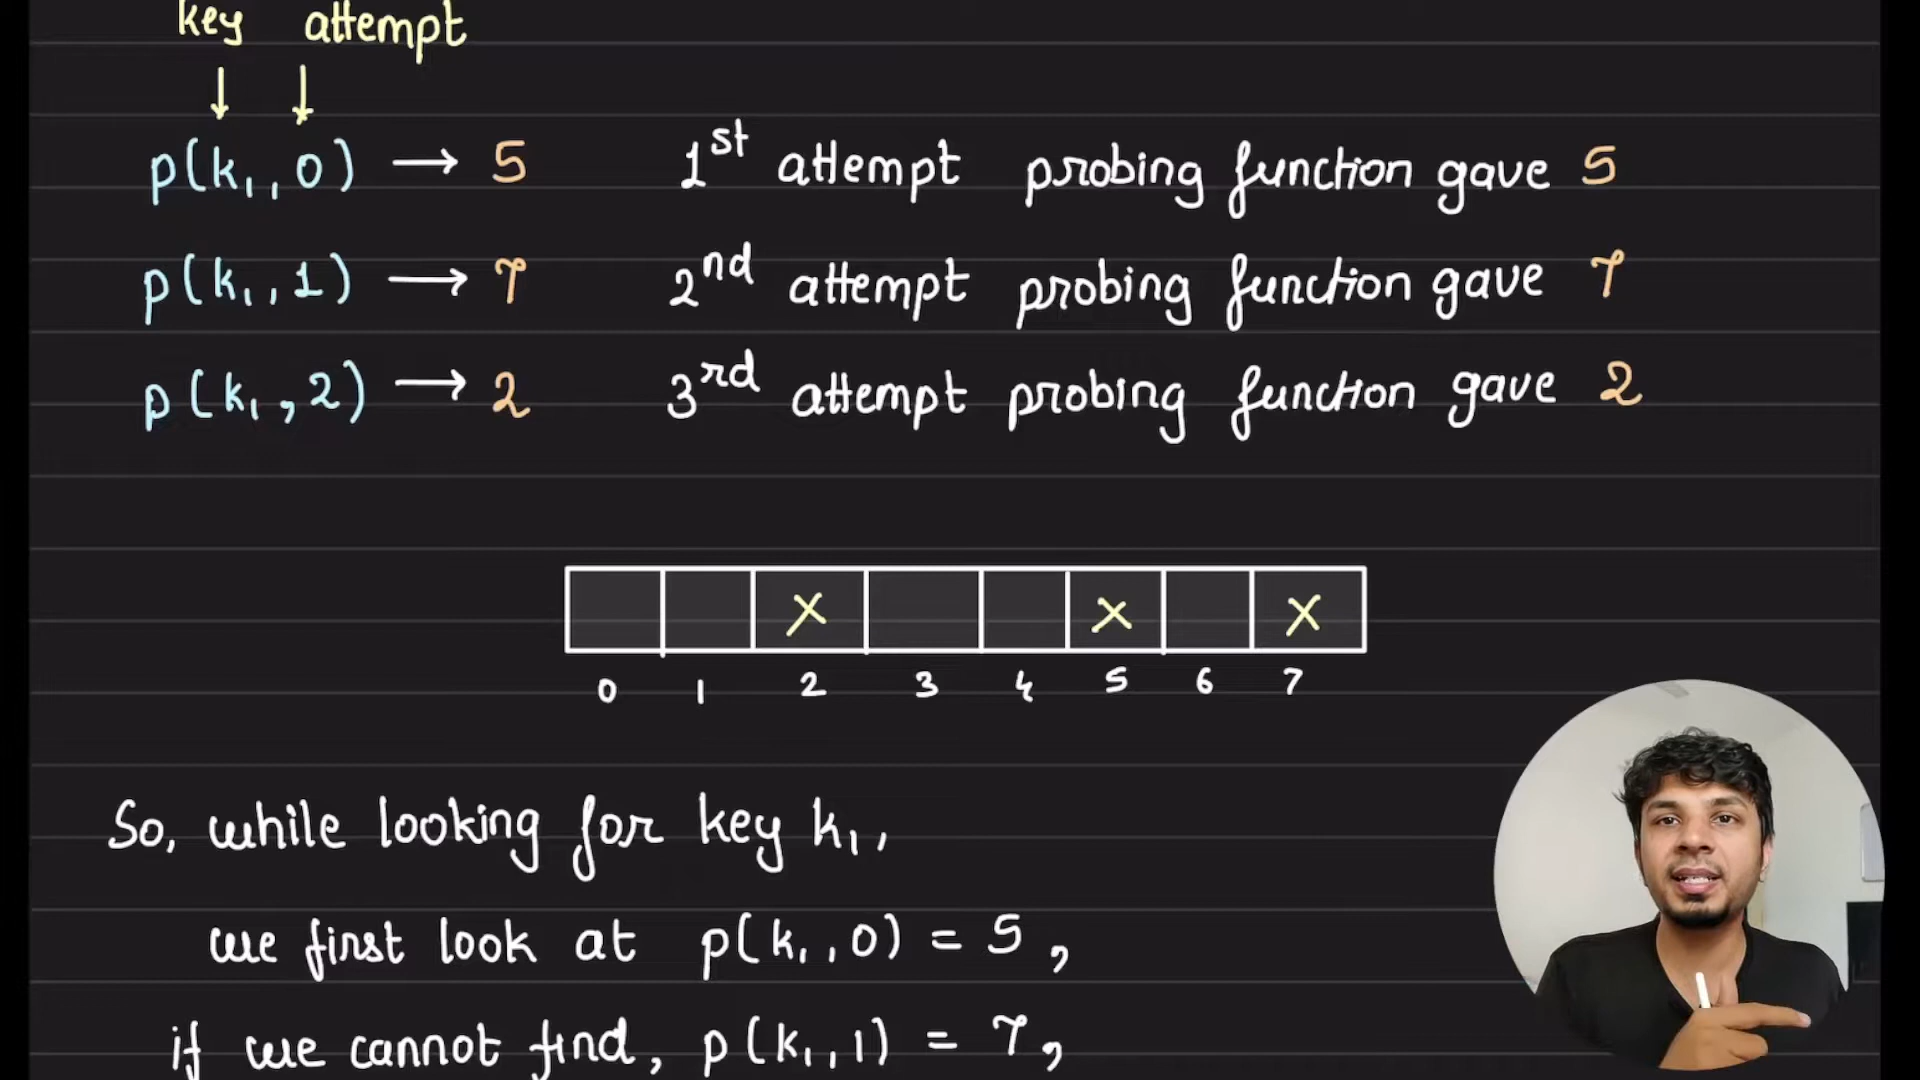 key attempt
↓ ↓
p(k₁, 0) → 5 1st attempt probing function gave 5
p(k₁, 1) → 7 2nd attempt probing function gave 7
p(k₁, 2) → 2 3rd attempt probing function gave 2
X X X
0 1 2 3 4 5 6 7
So, while looking for key k₁,
we first look at p(k₁, 0) = 5,
if we cannot find, p(k₁, 1) = 7,